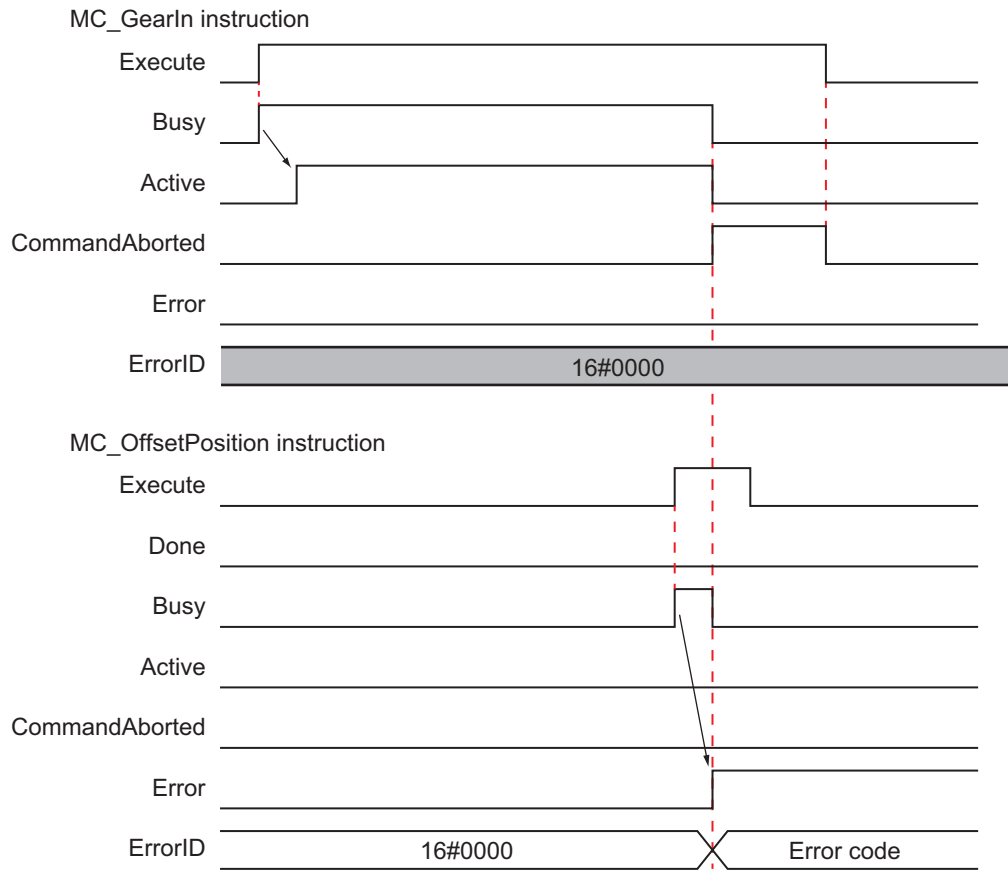 MC_GearIn instruction
Execute
Busy
Active
CommandAborted
Error
ErrorID
16#0000
MC_OffsetPosition instruction
Execute
Done
Busy
Active
CommandAborted
Error
ErrorID
16#0000
Error code